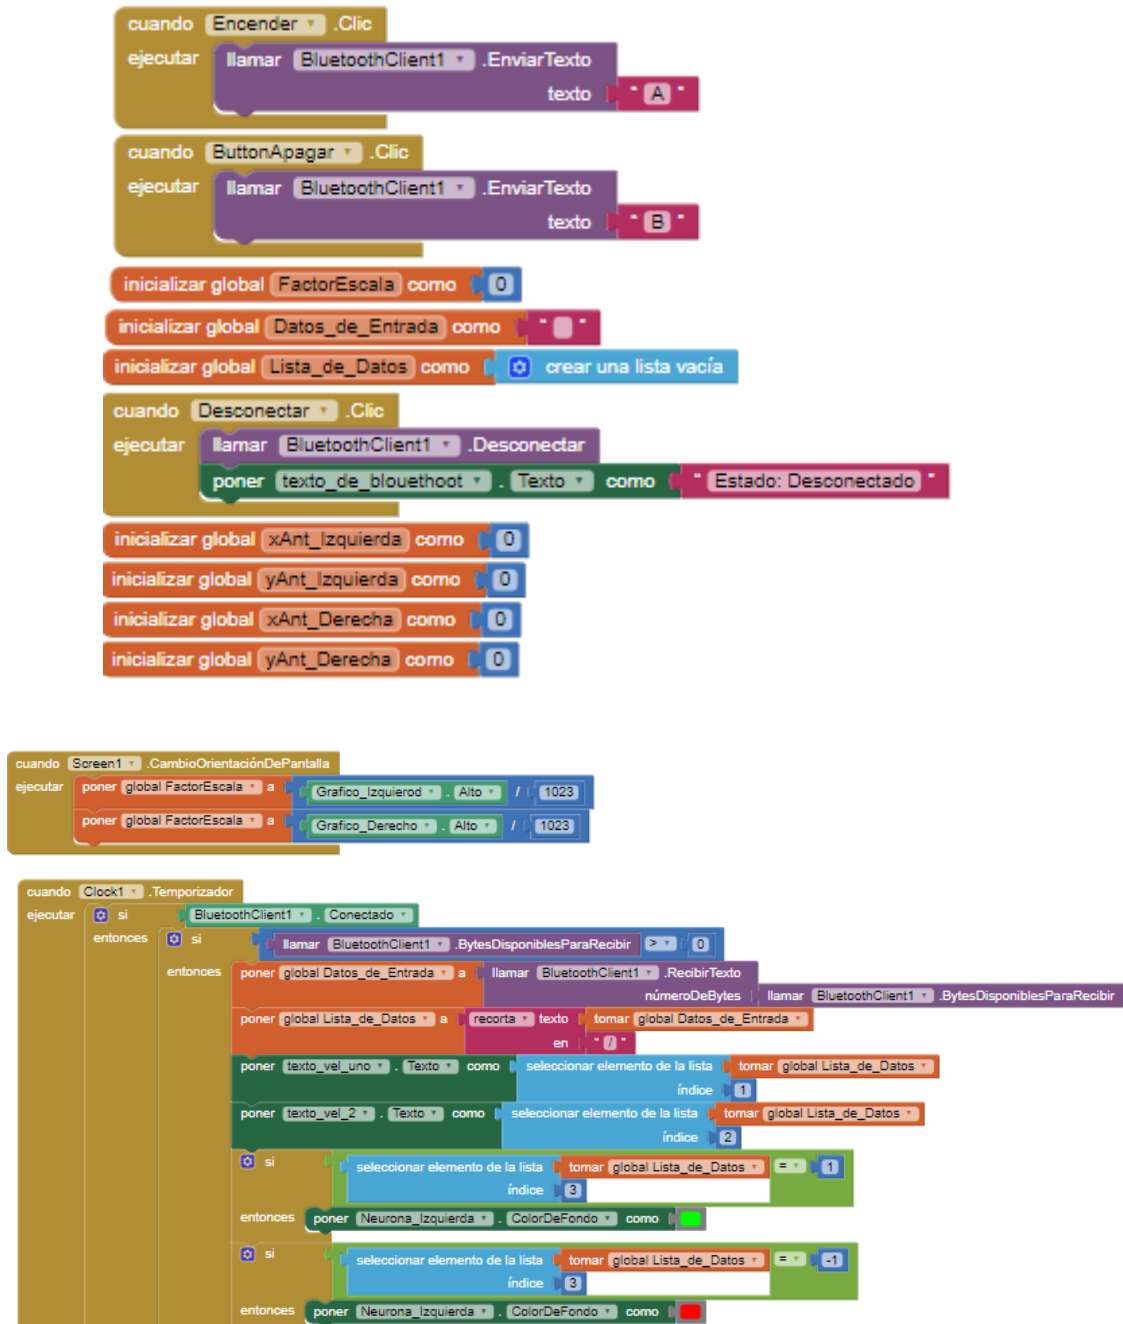 cuando Encender .Clic
ejecutar llamar BluetoothClient1 .EnviarTexto
texto " A "
cuando ButtonApagar .Clic
ejecutar llamar BluetoothClient1 .EnviarTexto
texto " B "
inicializar global FactorEscala como 0
inicializar global Datos_de_Entrada como " "
inicializar global Lista_de_Datos como crear una lista vacía
cuando Desconectar .Clic
ejecutar llamar BluetoothClient1 .Desconectar
poner texto_de_blouethoot . Texto como " Estado: Desconectado "
inicializar global xAnt_Izquierda como 0
inicializar global yAnt_Izquierda como 0
inicializar global xAnt_Derecha como 0
inicializar global yAnt_Derecha como 0
cuando Screen1 .CambioOrientaciónDePantalla
ejecutar poner global FactorEscala a Grafico_Izquierod . Alto / 1023
poner global FactorEscala a Grafico_Derecho . Alto / 1023
cuando Clock1 .Temporizador
ejecutar si BluetoothClient1 . Conectado
entonces si llamar BluetoothClient1 .BytesDisponiblesParaRecibir > 0
entonces poner global Datos_de_Entrada a llamar BluetoothClient1 .RecibirTexto
númeroDeBytes llamar BluetoothClient1 .BytesDisponiblesParaRecibir
poner global Lista_de_Datos a recorta texto tomar global Datos_de_Entrada
en " / "
poner texto_vel_uno . Texto como seleccionar elemento de la lista tomar global Lista_de_Datos
índice 1
poner texto_vel_2 . Texto como seleccionar elemento de la lista tomar global Lista_de_Datos
índice 2
si seleccionar elemento de la lista tomar global Lista_de_Datos = 1
índice 3
entonces poner Neurona_Izquierda . ColorDeFondo como
si seleccionar elemento de la lista tomar global Lista_de_Datos = -1
índice 3
entonces poner Neurona_Izquierda . ColorDeFondo como